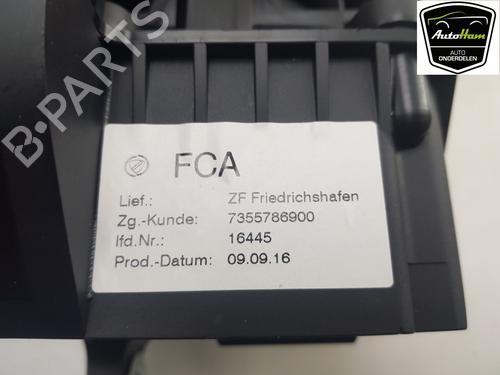 AutoHam
AUTO
ONDERDELEN
B-PARTS
FCA
Lief.: ZF Friedrichshafen
Zg.-Kunde: 7355786900
lfd.Nr.: 16445
Prod.-Datum: 09.09.16